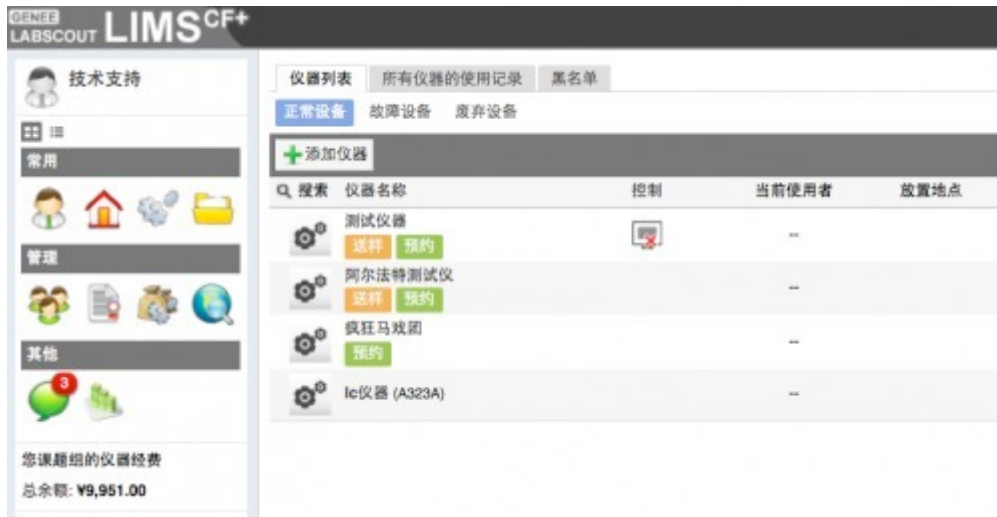 GENEE
LABSCOUT LIMS CF+
技术支持
常用
管理
其他
3
您课题组的仪器经费
总余额: ¥9,951.00
仪器列表 所有仪器的使用记录 黑名单
正常设备 故障设备 废弃设备
添加仪器
搜索 仪器名称 控制 当前使用者 放置地点
测试仪器
送样 预约
--
阿尔法特测试仪
送样 预约
--
疯狂马戏团
预约
--
lc仪器 (A323A)
--